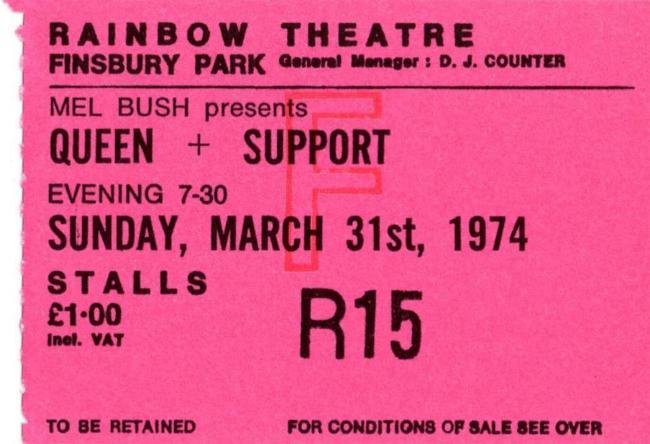 RAINBOW THEATRE
FINSBURY PARK General Manager : D. J. COUNTER
MEL BUSH presents
QUEEN + SUPPORT
EVENING 7-30
SUNDAY, MARCH 31st, 1974
STALLS
£1·00
incl. VAT
R15
F
TO BE RETAINED FOR CONDITIONS OF SALE SEE OVER